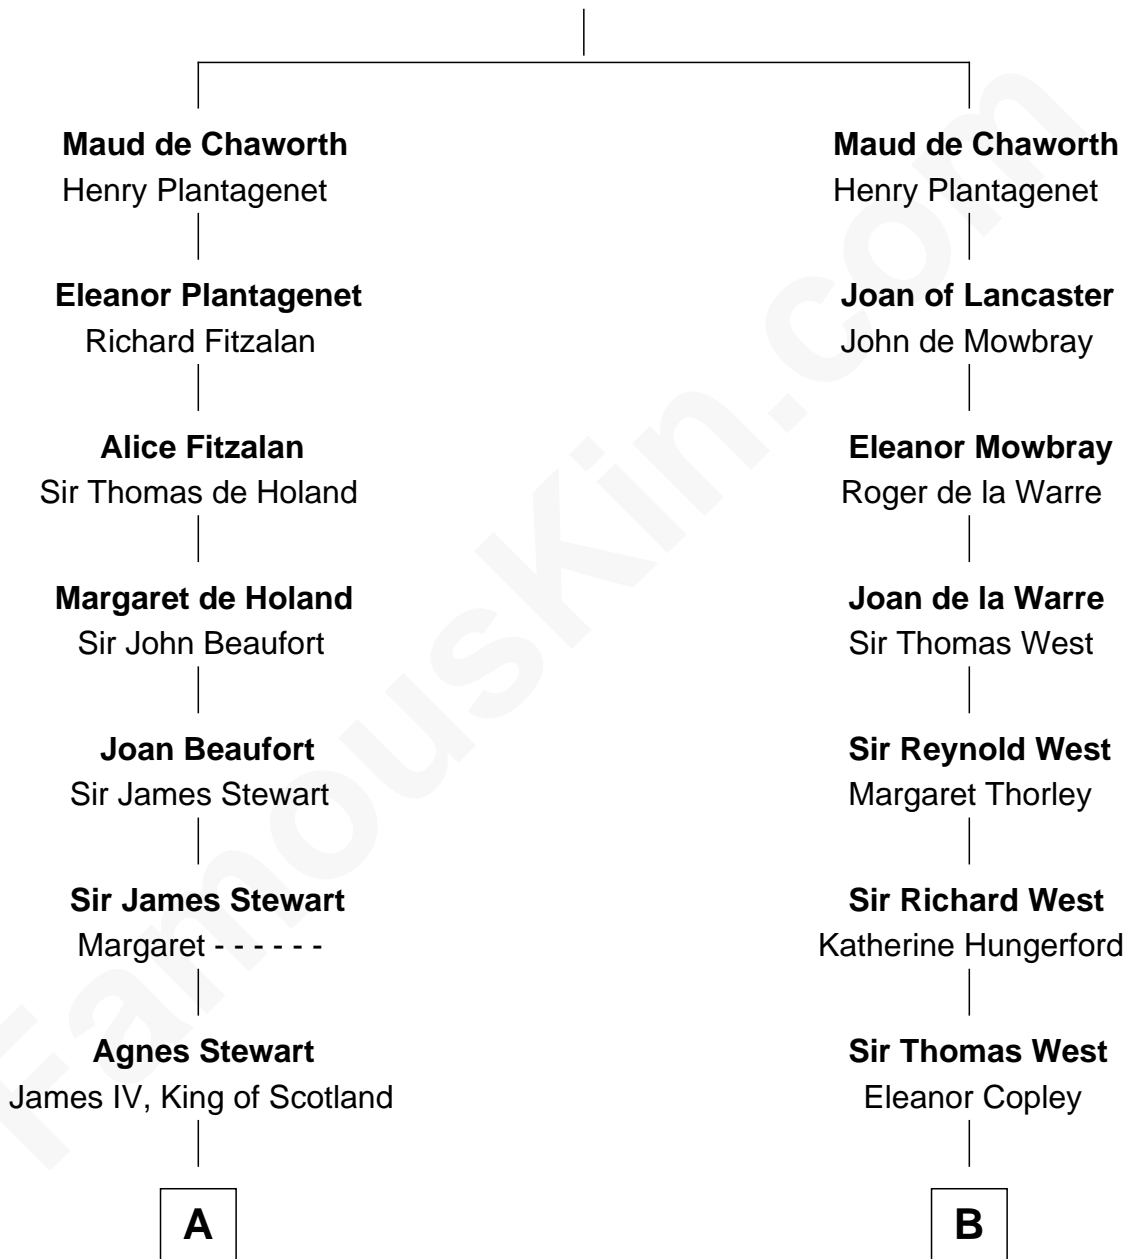 Maud de Chaworth
Henry Plantagenet
Eleanor Plantagenet
Richard Fitzalan
Alice Fitzalan
Sir Thomas de Holand
Margaret de Holand
Sir John Beaufort
Joan Beaufort
Sir James Stewart
Sir James Stewart
Margaret - - - - - -
Agnes Stewart
James IV, King of Scotland
A
Maud de Chaworth
Henry Plantagenet
Joan of Lancaster
John de Mowbray
Eleanor Mowbray
Roger de la Warre
Joan de la Warre
Sir Thomas West
Sir Reynold West
Margaret Thorley
Sir Richard West
Katherine Hungerford
Sir Thomas West
Eleanor Copley
B
FamousKin.com